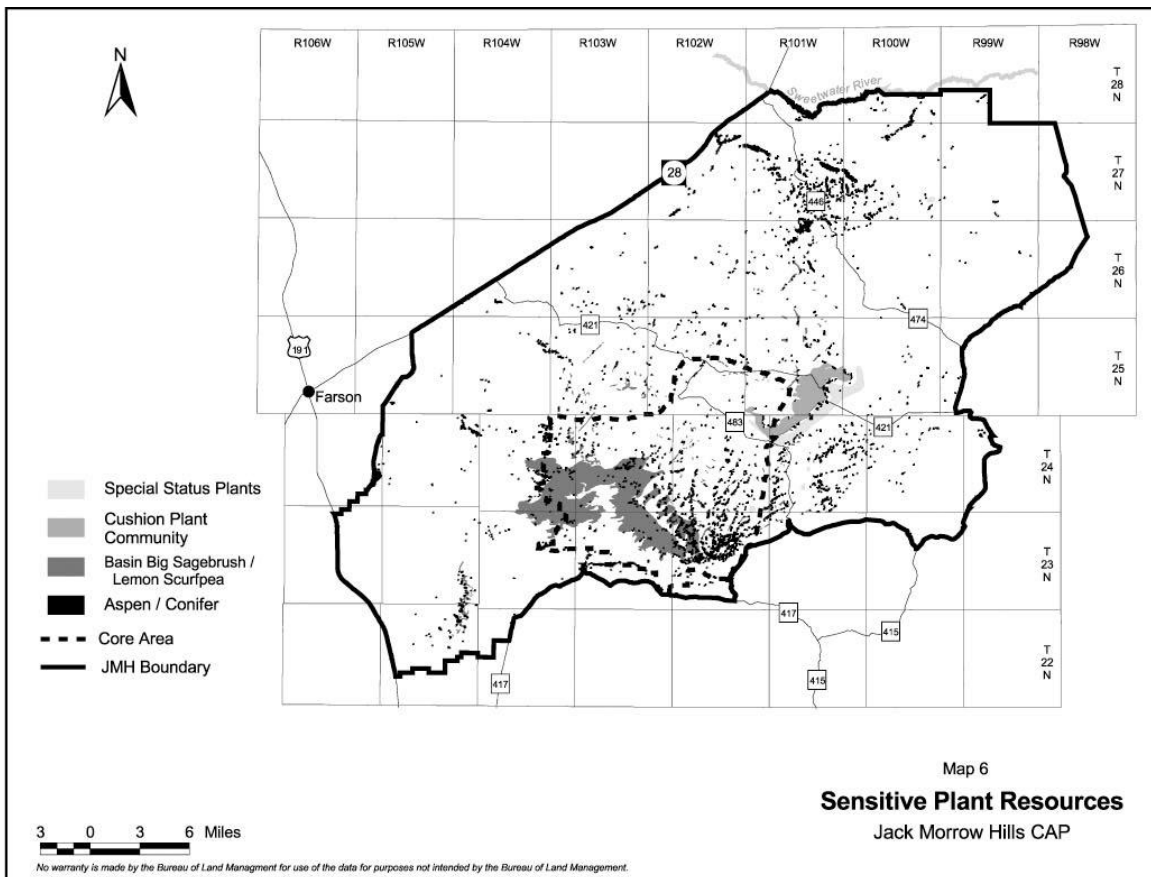 N
R106W R105W R104W R103W R102W R101W R100W R99W R98W
Sweetwater River
T
28
N
T
27
N
28
446
T
26
N
421
474
191
T
25
N
Farson
483
421
T
24
N
Special Status Plants
Cushion Plant
Community
Basin Big Sagebrush /
Lemon Scurfpea
Aspen / Conifer
Core Area
JMH Boundary
T
23
N
417
415
T
22
N
417
415
Map 6
Sensitive Plant Resources
Jack Morrow Hills CAP
3 0 3 6 Miles
No warranty is made by the Bureau of Land Managment for use of the data for purposes not intended by the Bureau of Land Management.